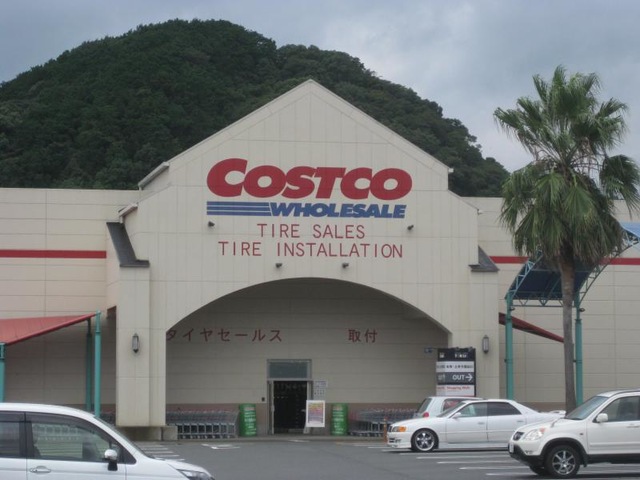 COSTCO
WHOLESALE
TIRE SALES
TIRE INSTALLATION
タイヤセールス 取付
OUT→